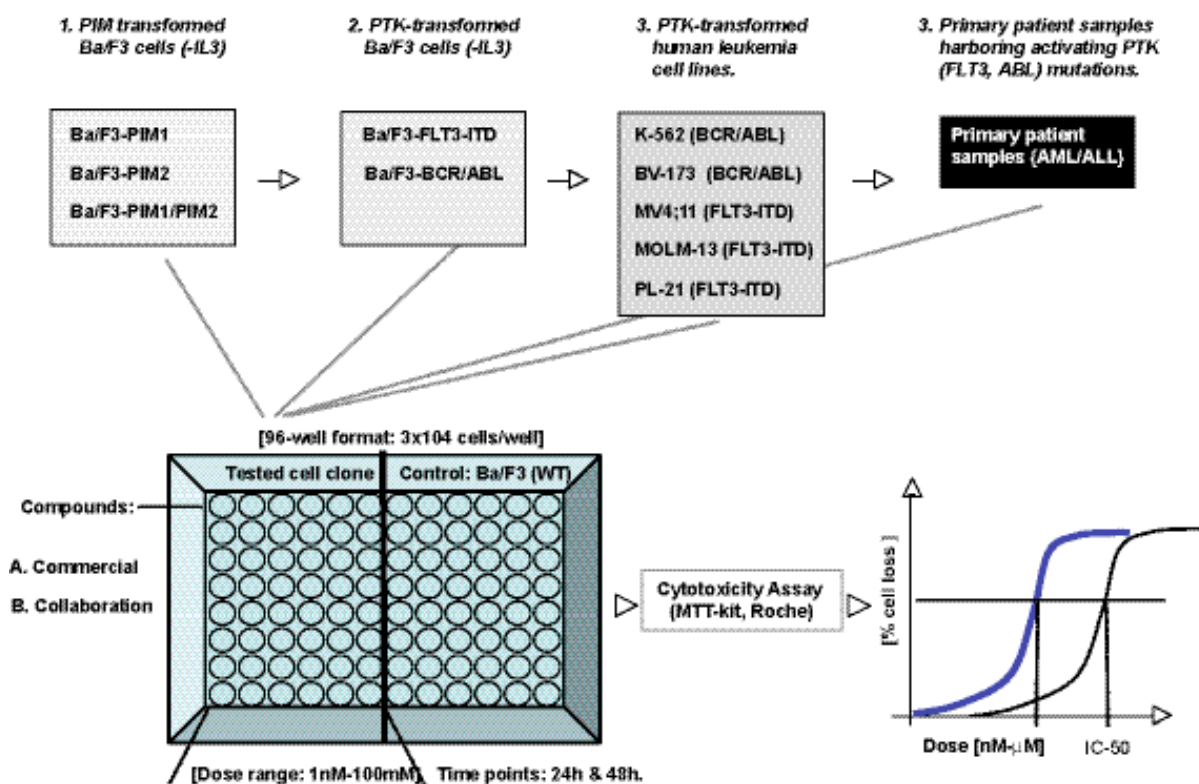 1. PIM transformed
Ba/F3 cells (-IL3)
2. PTK-transformed
Ba/F3 cells (-IL3)
3. PTK-transformed
human leukemia
cell lines.
3. Primary patient samples
harboring activating PTK
(FLT3, ABL) mutations.
Ba/F3-PIM1
Ba/F3-PIM2
Ba/F3-PIM1/PIM2
Ba/F3-FLT3-ITD
Ba/F3-BCR/ABL
K-562 (BCR/ABL)
BV-173 (BCR/ABL)
MV4;11 (FLT3-ITD)
MOLM-13 (FLT3-ITD)
PL-21 (FLT3-ITD)
Primary patient
samples {AML/ALL}
[96-well format: 3x104 cells/well]
Tested cell clone
Control: Ba/F3 (WT)
Compounds:
A. Commercial
B. Collaboration
[Dose range: 1nM-100mM]
Time points: 24h & 48h.
Cytotoxicity Assay
(MTT-kit, Roche)
[% cell loss]
Dose [nM-µM]
IC-50